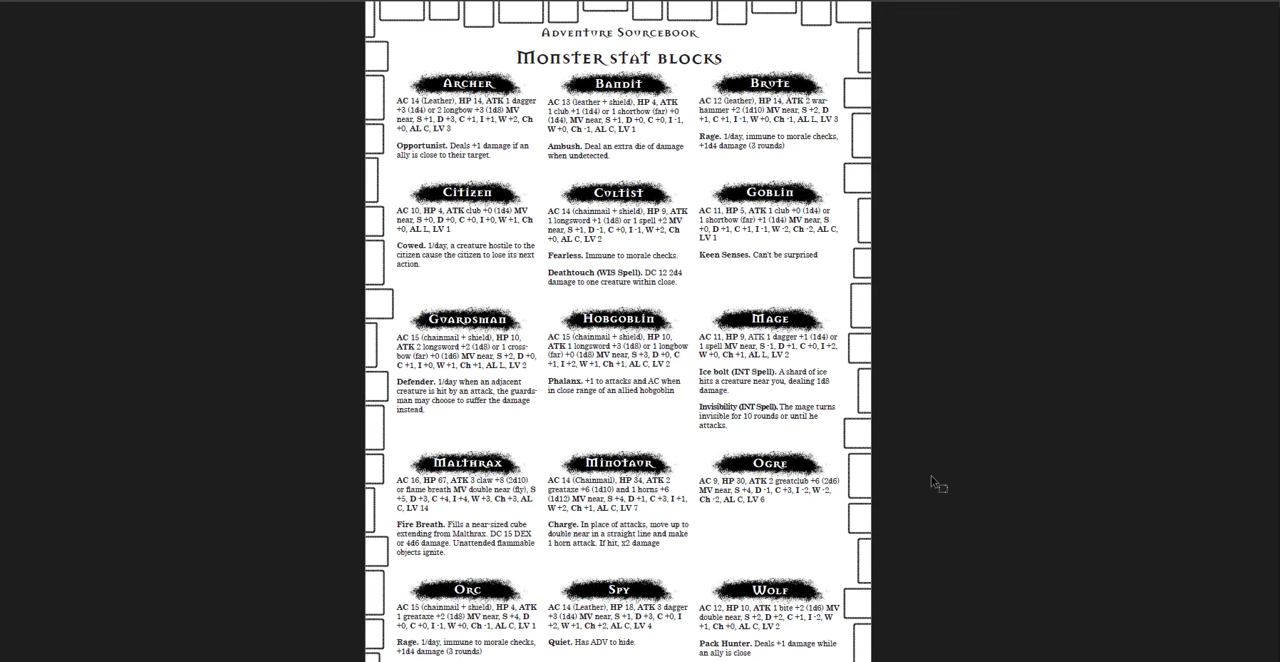 Adventure Sourcebook
Monster stat blocks
Archer
AC 14 (Leather), HP 14, ATK 1 dagger
+3 (1d4) or 2 longbow +3 (1d8) MV
near, S +1, D +3, C +1, I +1, W +2, Ch
+0, AL C, LV 3
Opportunist. Deals +1 damage if an
ally is close to their target.
Bandit
AC 13 (leather + shield), HP 4, ATK
1 club +1 (1d4) or 1 shortbow (far) +0
(1d4), MV near, S +1, D +0, C +0, I -1,
W +0, Ch -1, AL C, LV 1
Ambush. Deal an extra die of damage
when undetected.
Brute
AC 12 (leather), HP 14, ATK 2 war-
hammer +2 (1d10) MV near, S +2, D
+1, C +1, I -1, W +0, Ch -1, AL L, LV 3
Rage. 1/day, immune to morale checks,
+1d4 damage (3 rounds)
Citizen
AC 10, HP 4, ATK club +0 (1d4) MV
near, S +0, D +0, C +0, I +0, W +1, Ch
+0, AL L, LV 1
Cowed. 1/day, a creature hostile to the
citizen cause the citizen to lose its next
action.
Cultist
AC 14 (chainmail + shield), HP 9, ATK
1 longsword +1 (1d8) or 1 spell +2 MV
near, S +1, D -1, C +0, I -1, W +2, Ch
+0, AL C, LV 2
Fearless. Immune to morale checks.
Deathtouch (WIS Spell). DC 12 2d4
damage to one creature within close.
Goblin
AC 11, HP 5, ATK 1 club +0 (1d4) or
1 shortbow (far) +1 (1d4) MV near, S
+0, D +1, C +1, I -1, W -2, Ch -2, AL C,
LV 1
Keen Senses. Can't be surprised
Guardsman
AC 15 (chainmail + shield), HP 10,
ATK 2 longsword +2 (1d8) or 1 cross-
bow (far) +0 (1d6) MV near, S +2, D +0,
C +1, I +0, W +1, Ch +1, AL L, LV 2
Defender. 1/day when an adjacent
creature is hit by an attack, the guards-
man may choose to suffer the damage
instead.
Hobgoblin
AC 15 (chainmail + shield), HP 10,
ATK 1 longsword +3 (1d8) or 1 longbow
(far) +0 (1d8) MV near, S +3, D +0, C
+1, I +2, W +1, Ch +1, AL C, LV 2
Phalanx. +1 to attacks and AC when
in close range of an allied hobgoblin
Mage
AC 11, HP 9, ATK 1 dagger +1 (1d4) or
1 spell MV near, S -1, D +1, C +0, I +2,
W +0, Ch +1, AL L, LV 2
Ice bolt (INT Spell). A shard of ice
hits a creature near you, dealing 1d8
damage.
Invisibility (INT Spell). The mage turns
invisible for 10 rounds or until he
attacks.
Malthrax
AC 16, HP 67, ATK 3 claw +8 (2d10)
or flame breath MV double near (fly), S
+5, D +3, C +4, I +4, W +3, Ch +3, AL
C, LV 14
Fire Breath. Fills a near-sized cube
extending from Malthrax. DC 15 DEX
or 4d6 damage. Unattended flammable
objects ignite.
Minotaur
AC 14 (Chainmail), HP 34, ATK 2
greataxe +6 (1d10) and 1 horns +6
(1d12) MV near, S +4, D +1, C +3, I +1,
W +2, Ch +1, AL C, LV 7
Charge. In place of attacks, move up to
double near in a straight line and make
1 horn attack. If hit, x2 damage
Ogre
AC 9, HP 30, ATK 2 greatclub +6 (2d6)
MV near, S +4, D -1, C +3, I -2, W -2,
Ch -2, AL C, LV 6
Orc
AC 15 (chainmail + shield), HP 4, ATK
1 greataxe +2 (1d8) MV near, S +4, D
+0, C +0, I -1, W +0, Ch -1, AL C, LV 1
Rage. 1/day, immune to morale checks,
+1d4 damage (3 rounds)
Spy
AC 14 (Leather), HP 18, ATK 3 dagger
+3 (1d4) MV near, S +1, D +3, C +0, I
+2, W +1, Ch +2, AL C, LV 4
Quiet. Has ADV to hide.
Wolf
AC 12, HP 10, ATK 1 bite +2 (1d6) MV
double near, S +2, D +2, C +1, I -2, W
+1, Ch +0, AL C, LV 2
Pack Hunter. Deals +1 damage while
an ally is close